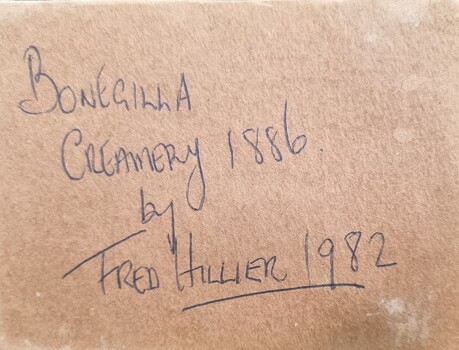 BONEGILLA
CREAMERY 1886.
by
FRED HILLIER 1982